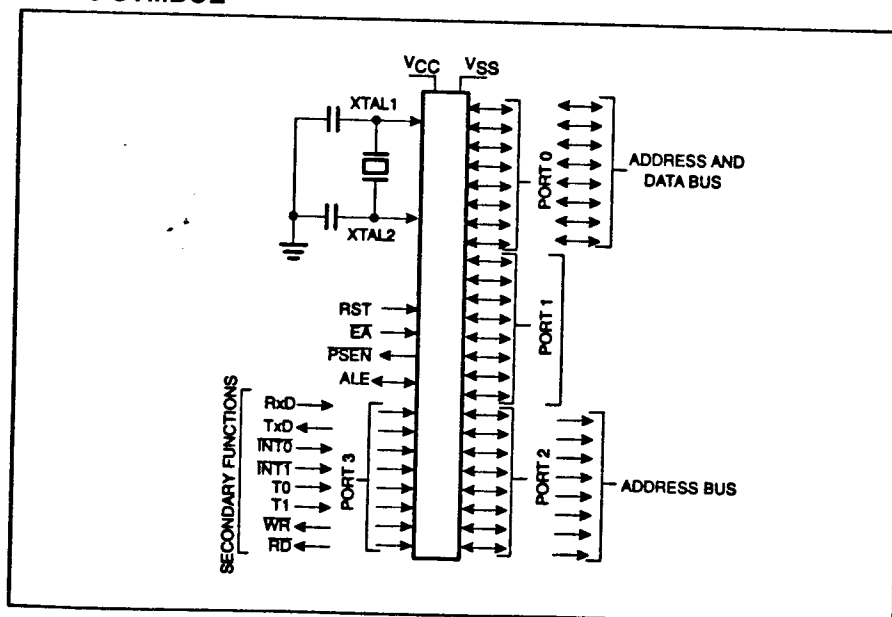 VCC VSS
XTAL1
XTAL2
PORT 0
ADDRESS AND
DATA BUS
PORT 1
RST
EA
PSEN
ALE
SECONDARY FUNCTIONS
RxD
TxD
INT0
INT1
T0
T1
WR
RD
PORT 3
PORT 2
ADDRESS BUS